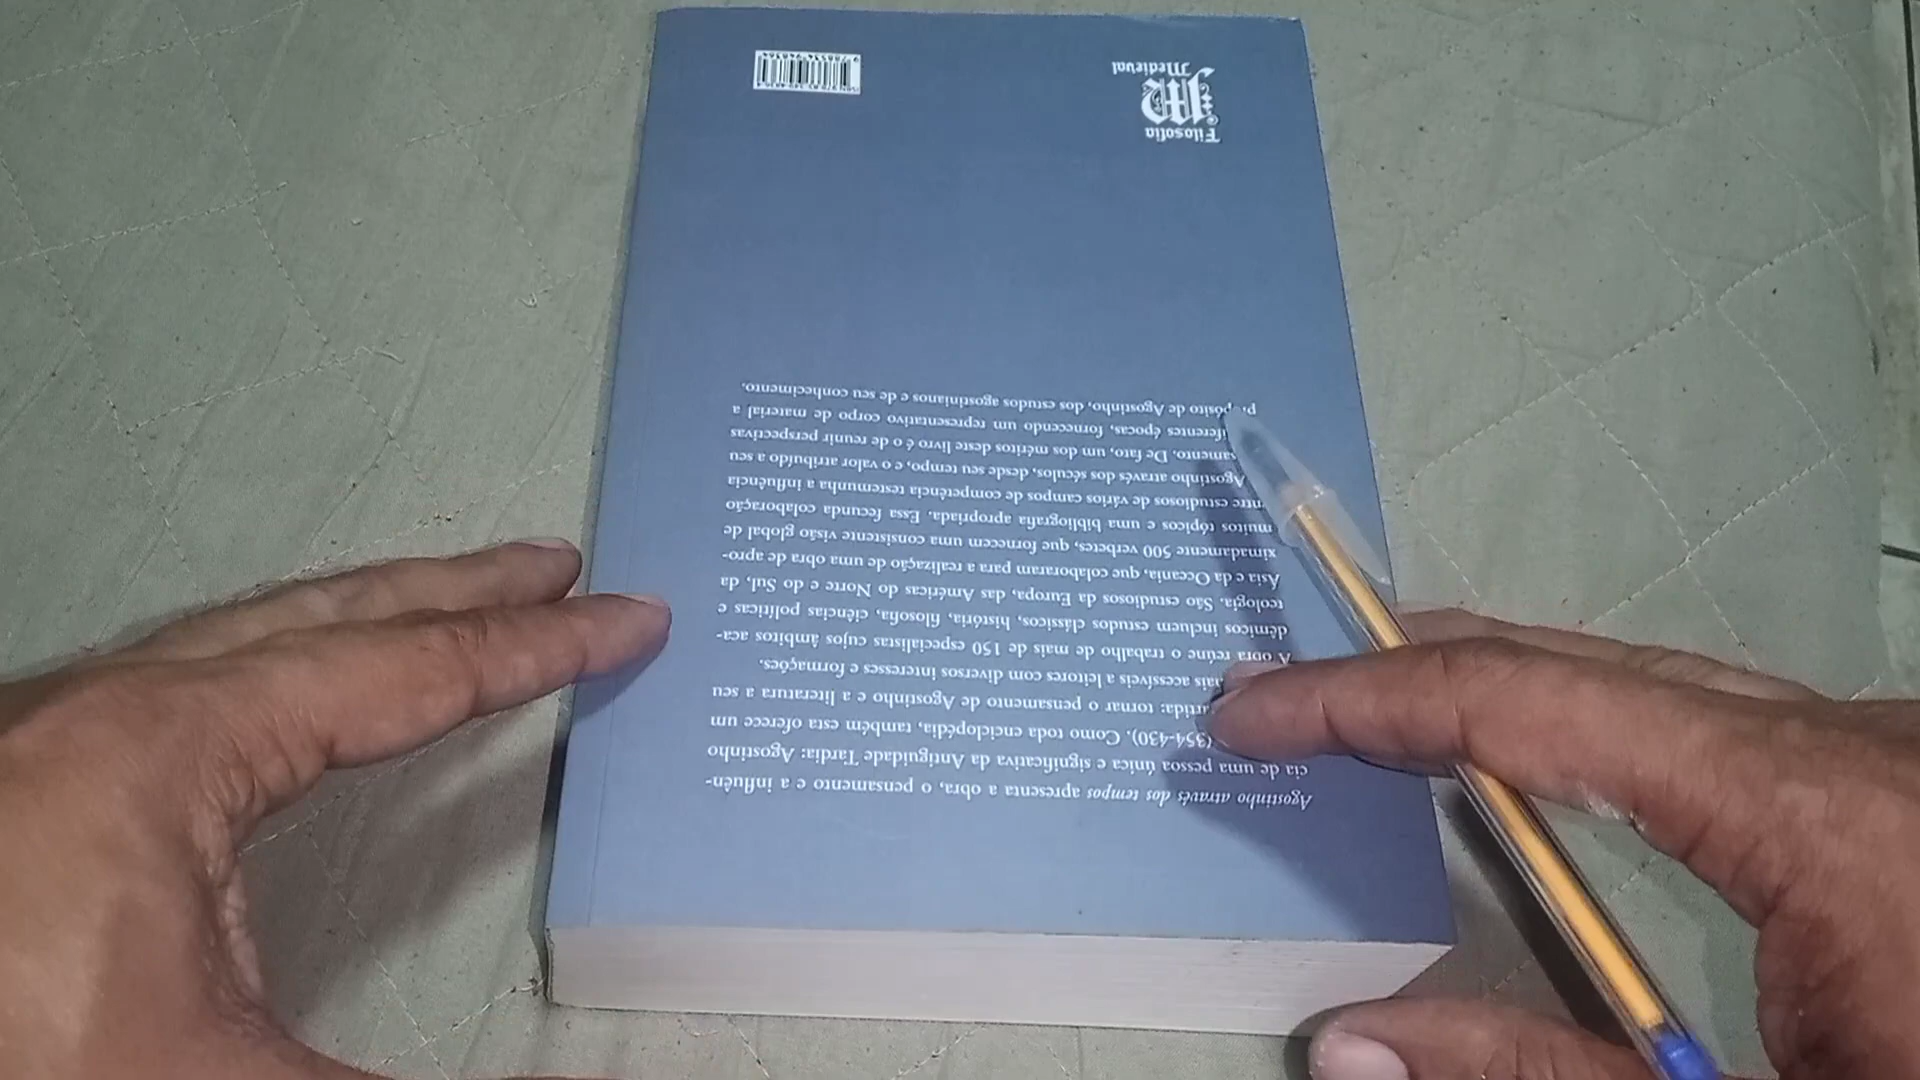 Agostinho através dos tempos apresenta a obra, o pensamento e a influên-
cia de uma pessoa única e significativa da Antiguidade Tardia: Agostinho
(354-430). Como toda enciclopédia, também esta oferece um
tornar o pensamento de Agostinho e a literatura a seu
mais acessíveis a leitores com diversos interesses e formações.
A obra reúne o trabalho de mais de 150 especialistas cujos âmbitos aca-
dêmicos incluem estudos clássicos, história, filosofia, ciências políticas e
teologia. São estudiosos da Europa, das Américas do Norte e do Sul, da
Ásia e da Oceania, que colaboraram para a realização de uma obra de apro-
ximadamente 500 verbetes, que fornecem uma consistente visão global de
muitos tópicos e uma bibliografia apropriada. Essa fecunda colaboração
entre estudiosos de vários campos de competência testemunha a influência
Agostinho através dos séculos, desde seu tempo, e o valor atribuído a seu
De fato, um dos méritos deste livro é o de reunir perspectivas
diferentes épocas, fornecendo um representativo corpo de material a
propósito de Agostinho, dos estudos agostinianos e de seu conhecimento.
Filosofia
M
Medieval